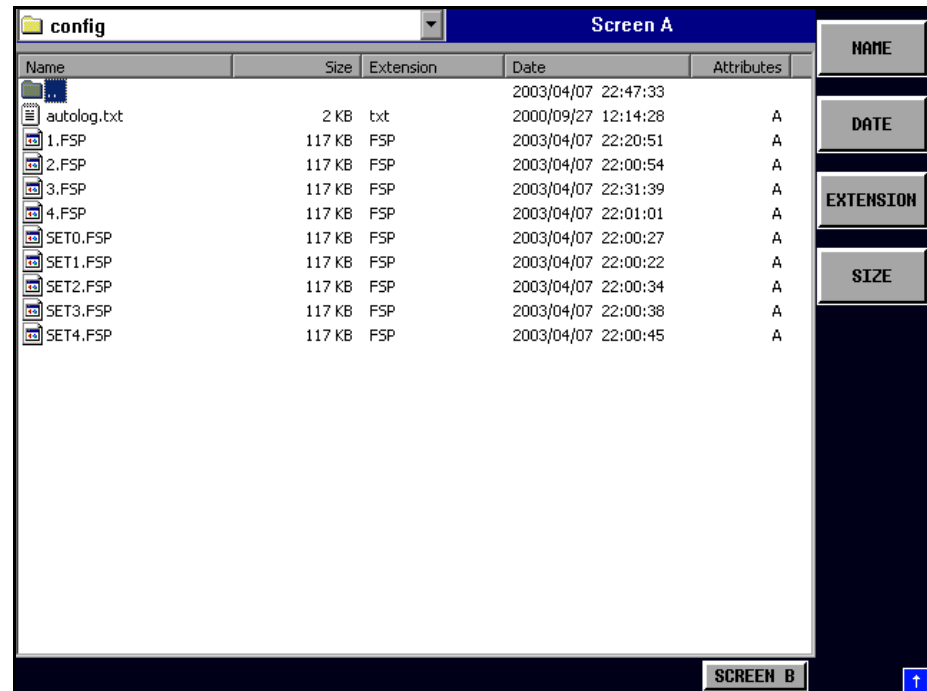 config Screen A
Name Size Extension Date Attributes
.. 2003/04/07 22:47:33
autolog.txt 2 KB txt 2000/09/27 12:14:28 A
1.FSP 117 KB FSP 2003/04/07 22:20:51 A
2.FSP 117 KB FSP 2003/04/07 22:00:54 A
3.FSP 117 KB FSP 2003/04/07 22:31:39 A
4.FSP 117 KB FSP 2003/04/07 22:01:01 A
SET0.FSP 117 KB FSP 2003/04/07 22:00:27 A
SET1.FSP 117 KB FSP 2003/04/07 22:00:22 A
SET2.FSP 117 KB FSP 2003/04/07 22:00:34 A
SET3.FSP 117 KB FSP 2003/04/07 22:00:38 A
SET4.FSP 117 KB FSP 2003/04/07 22:00:45 A
NAME
DATE
EXTENSION
SIZE
SCREEN B
↑